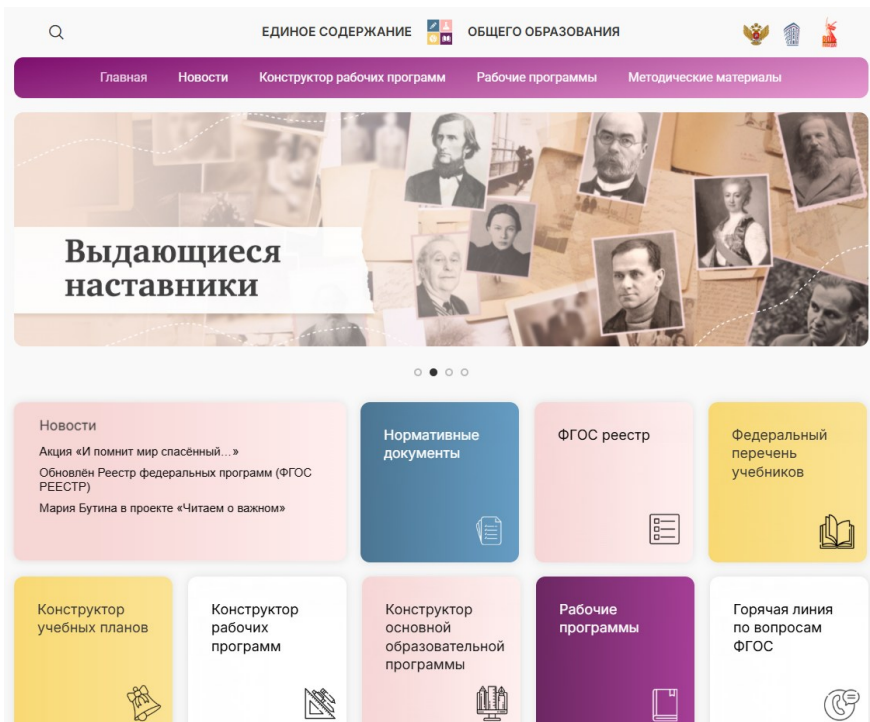 ЕДИНОЕ СОДЕРЖАНИЕ ОБЩЕГО ОБРАЗОВАНИЯ
Главная Новости Конструктор рабочих программ Рабочие программы Методические материалы
Выдающиеся
наставники
Новости
Акция «И помнит мир спасённый...»
Обновлён Реестр федеральных программ (ФГОС
РЕЕСТР)
Мария Бутина в проекте «Читаем о важном»
Нормативные
документы
ФГОС реестр
Федеральный
перечень
учебников
Конструктор
учебных планов
Конструктор
рабочих
программ
Конструктор
основной
образовательной
программы
Рабочие
программы
Горячая линия
по вопросам
ФГОС